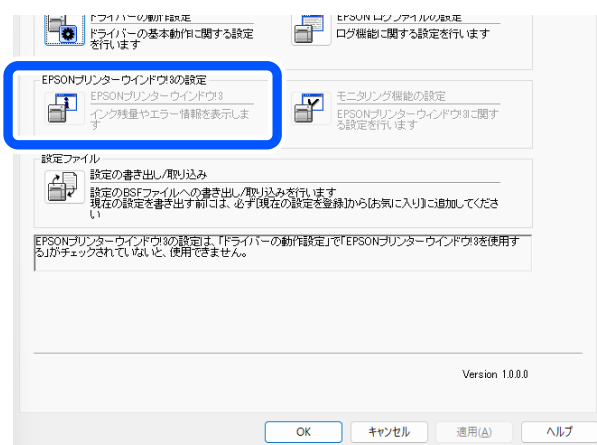 ドライバーの動作設定
ドライバーの基本動作に関する設定
を行います
EPSON ログファイルの設定
ログ機能に関する設定を行います
EPSONプリンターウィンドウ!3の設定
EPSONプリンターウィンドウ!3
インク残量やエラー情報を表示しま
す
モニタリング機能の設定
EPSONプリンターウィンドウ!3に関す
る設定を行います
設定ファイル
設定の書き出し/取り込み
設定のBSFファイルへの書き出し/取り込みを行います
現在の設定を書き出す前には、必ず[現在の設定を登録]から[お気に入り]に追加してくださ
い
EPSONプリンターウィンドウ!3の設定は、「ドライバーの動作設定」で「EPSONプリンターウィンドウ!3を使用す
る」がチェックされていないと、使用できません。
Version 1.0.0.0
OK
キャンセル
適用(A)
ヘルプ